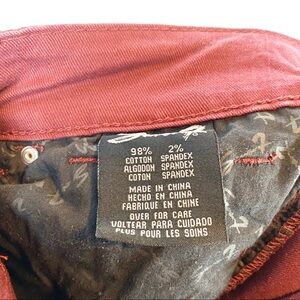 98% 2%
COTTON SPANDEX
ALGODON SPANDEX
COTON SPANDEX
MADE IN CHINA
HECHO EN CHINA
FABRIQUE EN CHINE
OVER FOR CARE
VOLTEAR PARA CUIDADO
PLUS POUR LES SOINS